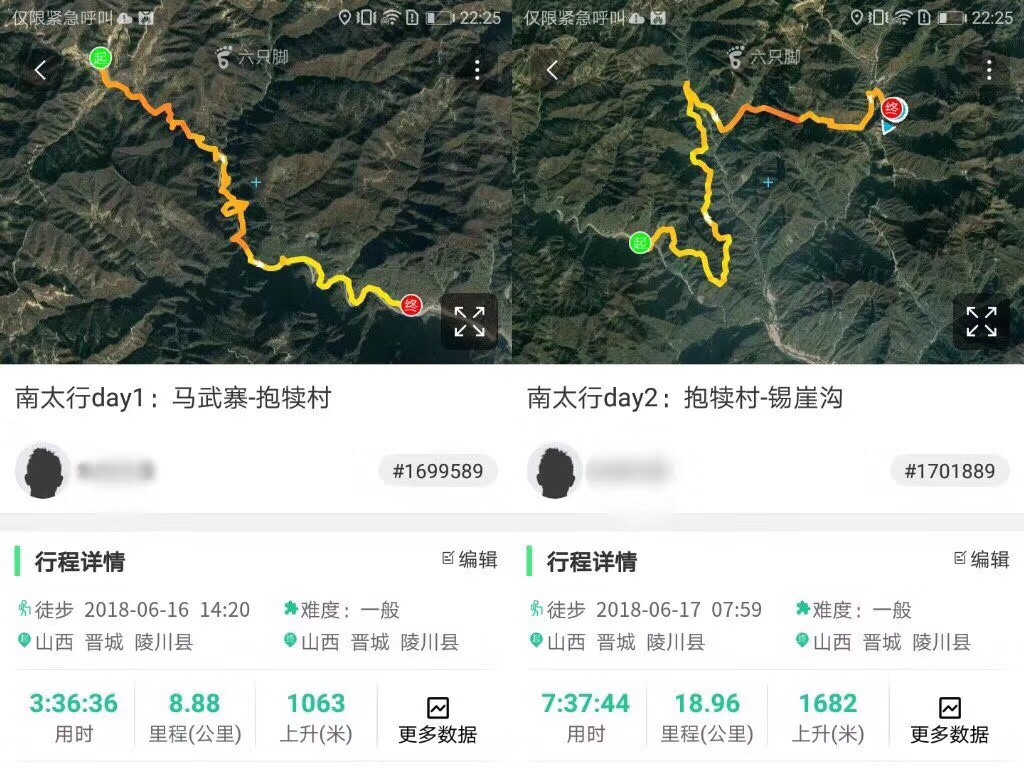 仅限紧急呼叫
22:25
六只脚
起
终
南太行day1：马武寨-抱犊村
#1699589
行程详情
编辑
徒步 2018-06-16 14:20
难度：一般
山西 晋城 陵川县
山西 晋城 陵川县
3:36:36
8.88
1063
用时
里程(公里)
上升(米)
更多数据
仅限紧急呼叫
22:25
六只脚
终
起
南太行day2：抱犊村-锡崖沟
#1701889
行程详情
编辑
徒步 2018-06-17 07:59
难度：一般
山西 晋城 陵川县
山西 晋城 陵川县
7:37:44
18.96
1682
用时
里程(公里)
上升(米)
更多数据